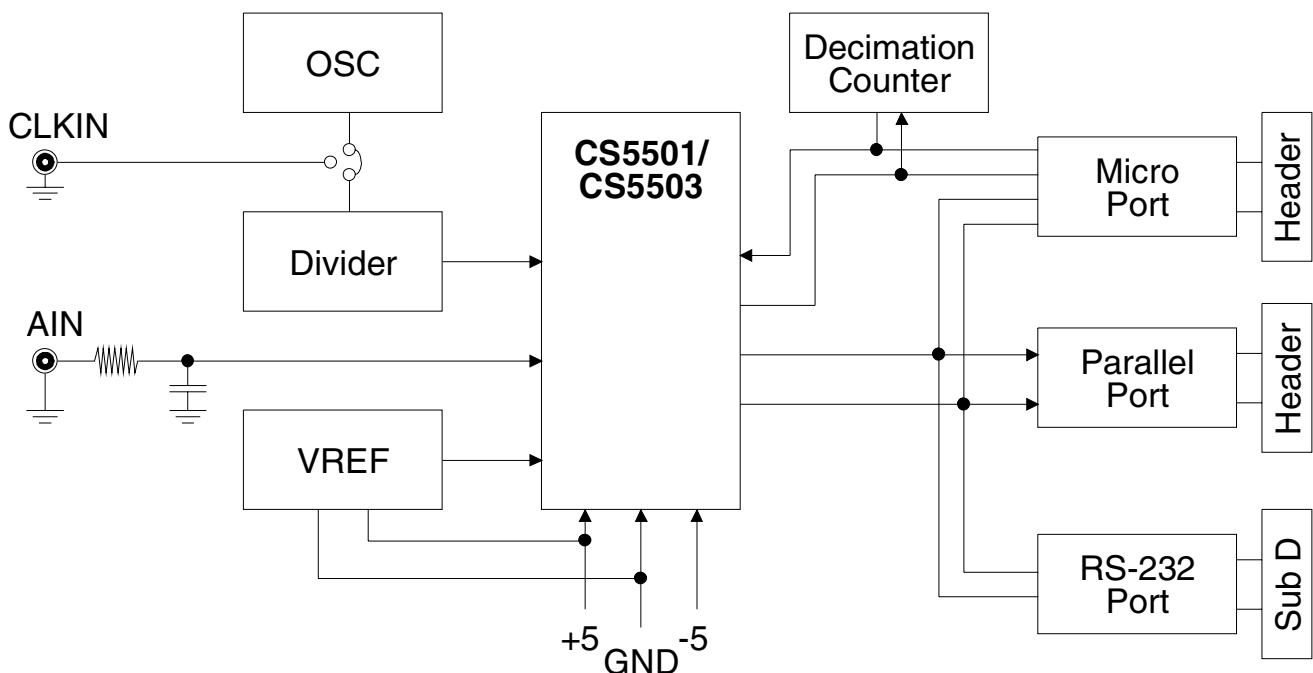 OSC
Decimation
Counter
CLKIN
CS5501/
CS5503
Micro
Port
Header
Divider
AIN
Parallel
Port
Header
VREF
RS-232
Port
Sub D
+5
GND
-5